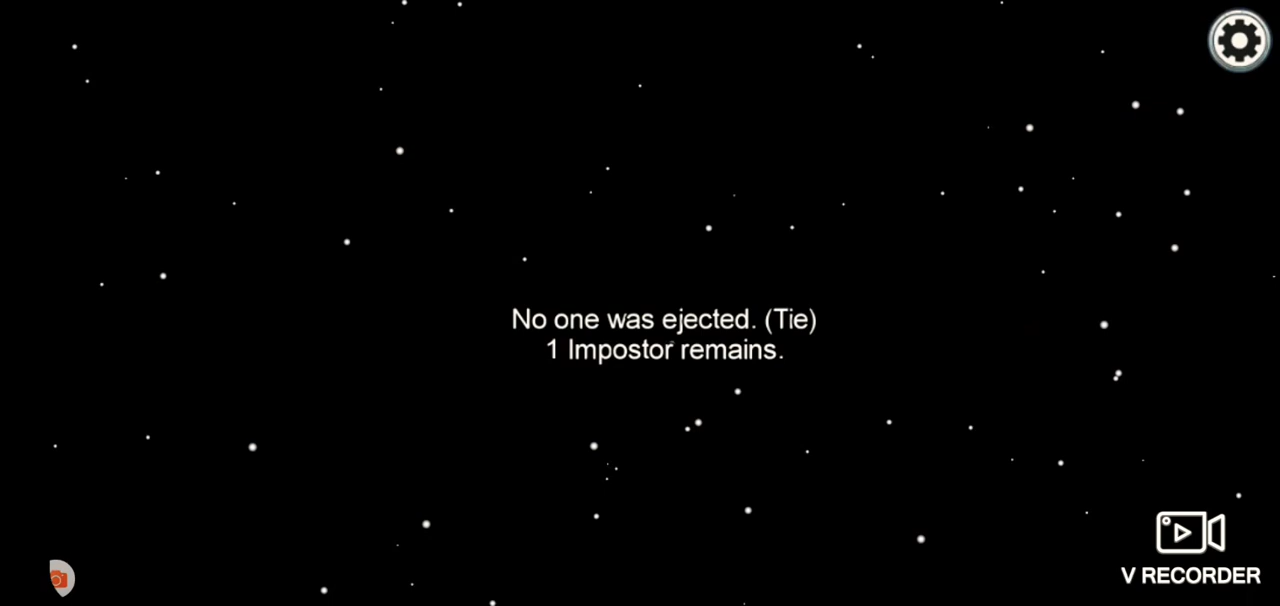 No one was ejected. (Tie)
1 Impostor remains.
V RECORDER